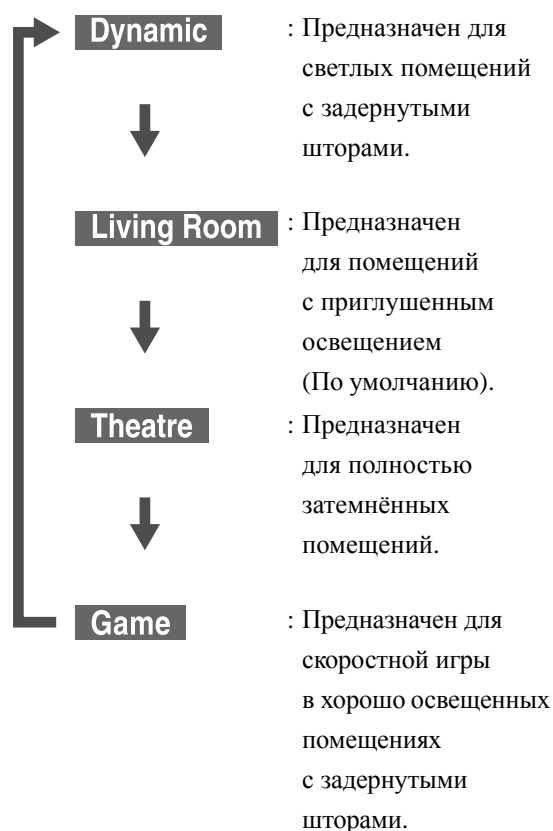 Dynamic : Предназначен для
светлых помещений
с задернутыми
шторами.
Living Room : Предназначен
для помещений
с приглушенным
освещением
(По умолчанию).
Theatre : Предназначен
для полностью
затемнённых
помещений.
Game : Предназначен для
скоростной игры
в хорошо освещенных
помещениях
с задернутыми
шторами.